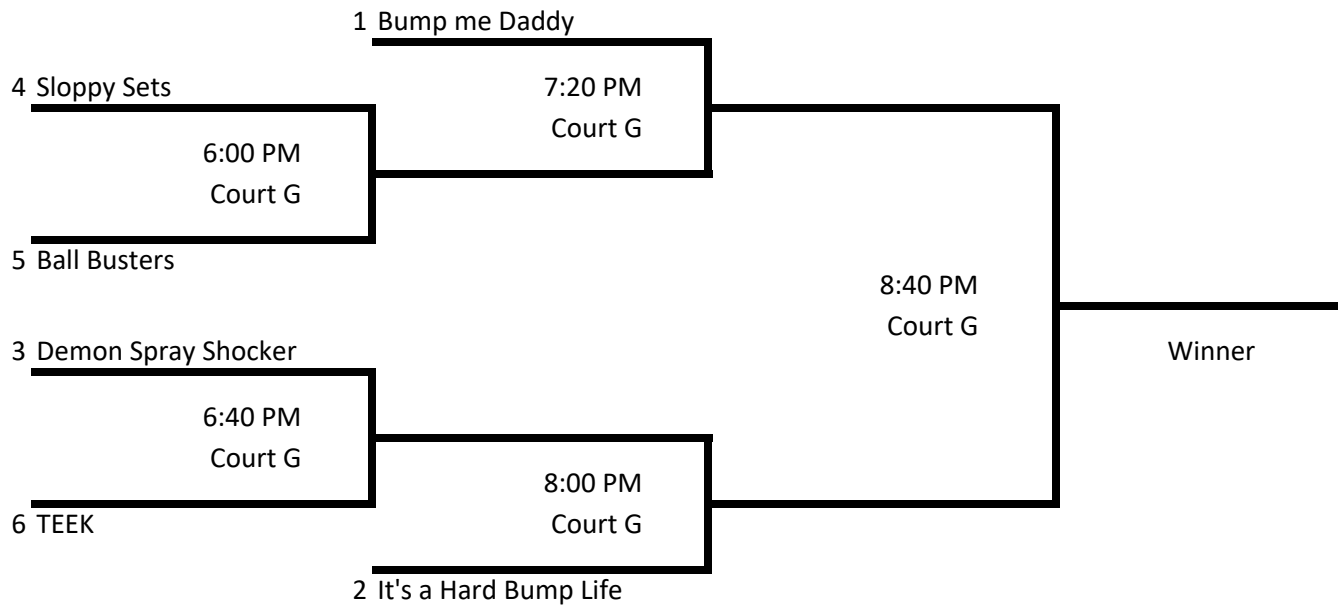 1 Bump me Daddy
4 Sloppy Sets
7:20 PM
Court G
6:00 PM
Court G
5 Ball Busters
8:40 PM
Court G
3 Demon Spray Shocker
Winner
6:40 PM
Court G
8:00 PM
Court G
6 TEEK
2 It's a Hard Bump Life